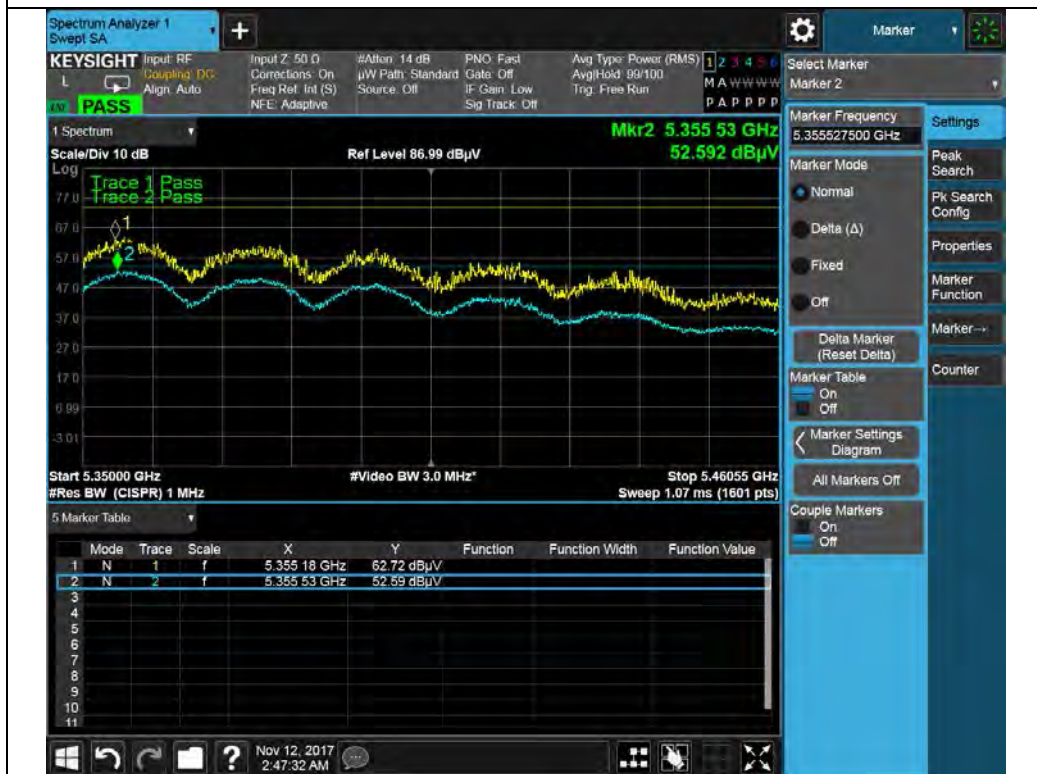 Spectrum Analyzer 1
Swept SA
+
Marker
KEYSIGHT
L
PASS
Input: RF
Coupling: DC
Align: Auto
Input Z: 50 Ω
Corrections: On
Freq Ref: Int (S)
NFE: Adaptive
#Atten: 14 dB
µW Path: Standard
Source: Off
PNO: Fast
Gate: Off
IF Gain: Low
Sig Track: Off
Avg Type: Power (RMS)
Avg|Hold: 99/100
Trig: Free Run
1 2 3 4 5 6
M A W W W W
P A P P P P
Select Marker
Marker 2
1 Spectrum
Scale/Div 10 dB
Ref Level 86.99 dBµV
Mkr2 5.355 53 GHz
52.592 dBµV
Log
Trace 1 Pass
Trace 2 Pass
77.0
67.0
57.0
47.0
37.0
27.0
17.0
6.99
-3.01
1
2
Start 5.35000 GHz
#Res BW (CISPR) 1 MHz
#Video BW 3.0 MHz*
Stop 5.46055 GHz
Sweep 1.07 ms (1601 pts)
Marker Frequency
5.355527500 GHz
Marker Mode
Normal
Delta (Δ)
Fixed
Off
Delta Marker
(Reset Delta)
Marker Table
On
Off
Marker Settings
Diagram
All Markers Off
Couple Markers
On
Off
Settings
Peak
Search
Pk Search
Config
Properties
Marker
Function
Marker→
Counter
5 Marker Table
Mode Trace Scale X Y Function Function Width Function Value
1 N 1 f 5.355 18 GHz 62.72 dBµV
2 N 2 f 5.355 53 GHz 52.59 dBµV
3
4
5
6
7
8
9
10
11
?
Nov 12, 2017
2:47:32 AM